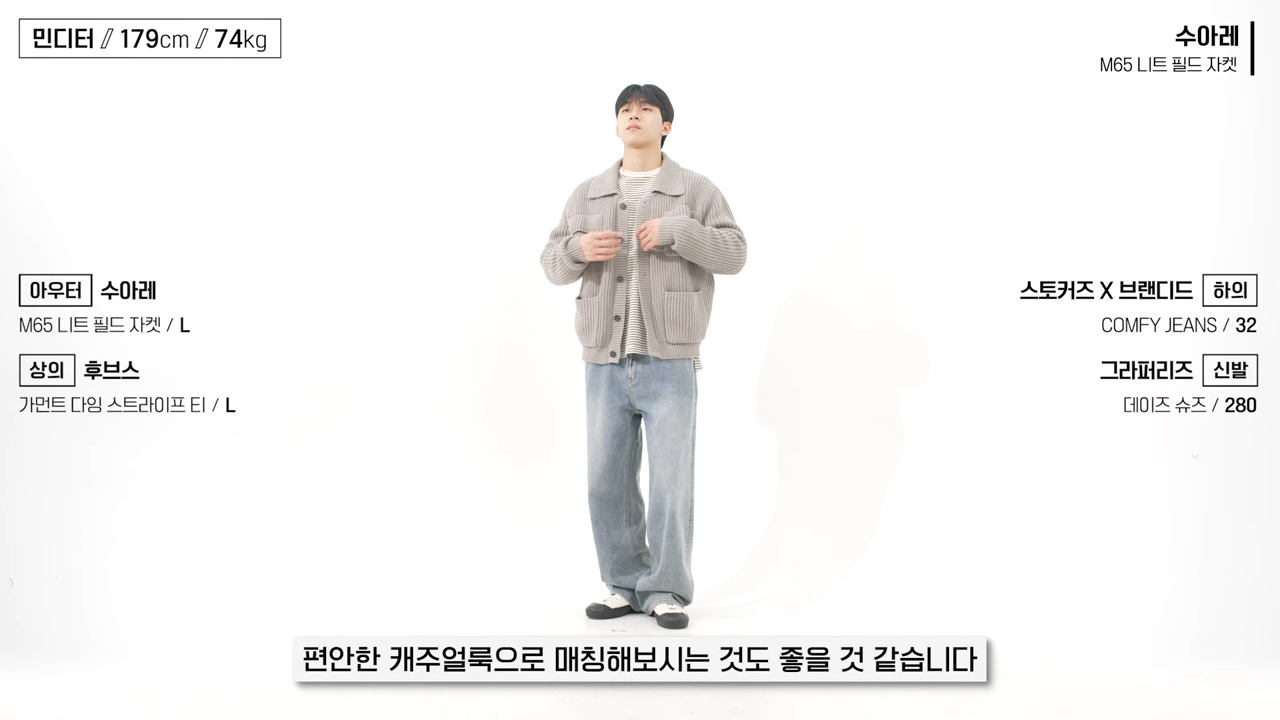 민디터 // 179cm // 74kg
수아레
M65 니트 필드 자켓
아우터 수아레
M65 니트 필드 자켓 / L
상의 후브스
가먼트 다잉 스트라이프 티 / L
스토커즈 X 브랜디드 하의
COMFY JEANS / 32
그라퍼리즈 신발
데이즈 슈즈 / 280
편안한 캐주얼룩으로 매칭해보시는 것도 좋을 것 같습니다